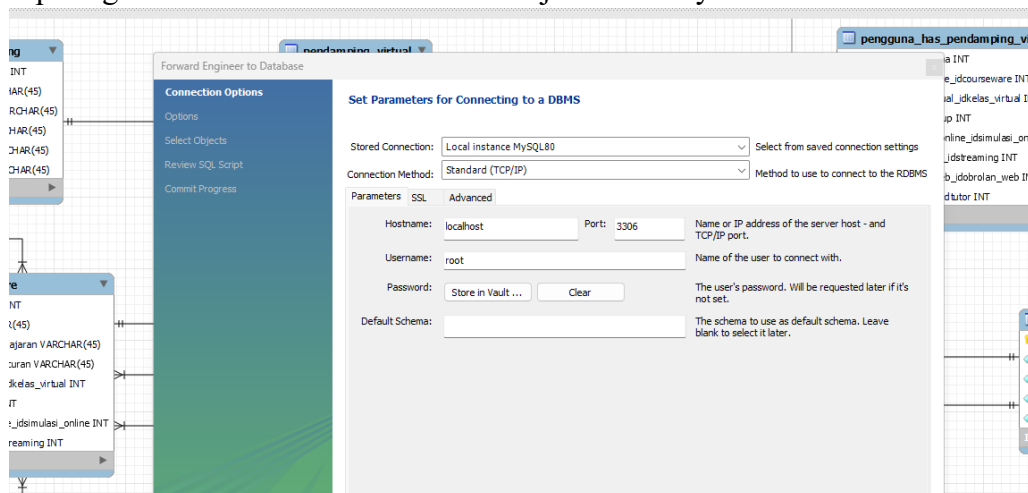 ng
INT
HAR(45)
RCHAR(45)
HAR(45)
CHAR(45)
CHAR(45)
pendamping_virtual
pengguna_has_pendamping_vi
a INT
e_idcourseware INT
al_idkelas_virtual I
up INT
nline_idsimulasi_on
_idstreaming INT
b_idobrolan_web I
dtutor INT
Forward Engineer to Database
Connection Options
Options
Select Objects
Review SQL Script
Commit Progress
Set Parameters for Connecting to a DBMS
Stored Connection: Local instance MySQL80 Select from saved connection settings
Connection Method: Standard (TCP/IP) Method to use to connect to the RDBMS
Parameters SSL Advanced
Hostname: localhost Port: 3306 Name or IP address of the server host - and
TCP/IP port.
Username: root Name of the user to connect with.
Password: Store in Vault ... Clear The user's password. Will be requested later if it's
not set.
Default Schema: The schema to use as default schema. Leave
blank to select it later.
re
NT
R(45)
ajaran VARCHAR(45)
curan VARCHAR(45)
dkelas_virtual INT
NT
e_idsimulasi_online INT
reaming INT